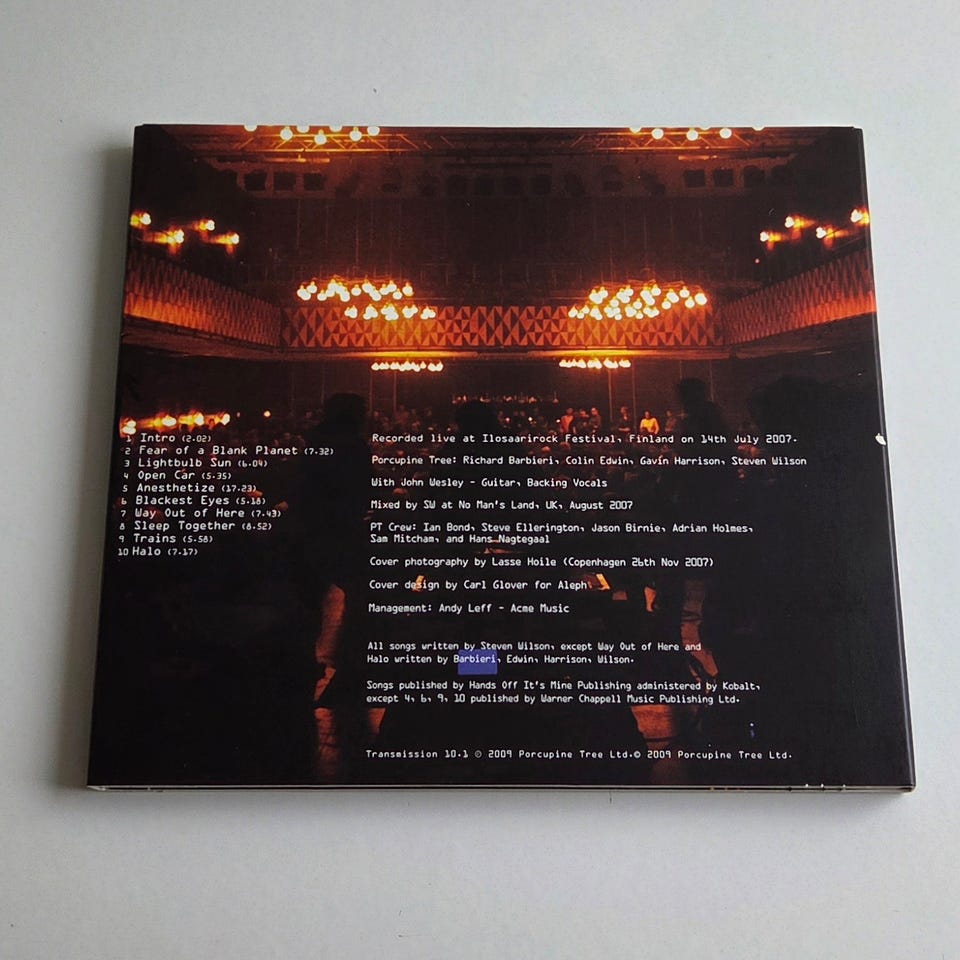 1 Intro (2.02)
2 Fear of a Blank Planet (7.32)
3 Lightbulb Sun (6.04)
4 Open Car (5.35)
5 Anesthetize (17.23)
6 Blackest Eyes (5.18)
7 Way Out of Here (7.43)
8 Sleep Together (8.52)
9 Trains (5.58)
10 Halo (7.17)
Recorded live at Ilosaarirock Festival, Finland on 14th July 2007.
Porcupine Tree: Richard Barbieri, Colin Edwin, Gavin Harrison, Steven Wilson
With John Wesley - Guitar, Backing Vocals
Mixed by SW at No Man's Land, UK, August 2007
PT Crew: Ian Bond, Steve Ellerington, Jason Birnie, Adrian Holmes,
Sam Mitcham, and Hans Nagtegaal
Cover photography by Lasse Hoile (Copenhagen 26th Nov 2007)
Cover design by Carl Glover for Aleph
Management: Andy Leff - Acme Music
All songs written by Steven Wilson, except Way Out of Here and
Halo written by Barbieri, Edwin, Harrison, Wilson.
Songs published by Hands Off It's Mine Publishing administered by Kobalt,
except 4, 6, 9, 10 published by Warner Chappell Music Publishing Ltd.
Transmission 10.1 ℗ 2009 Porcupine Tree Ltd.© 2009 Porcupine Tree Ltd.